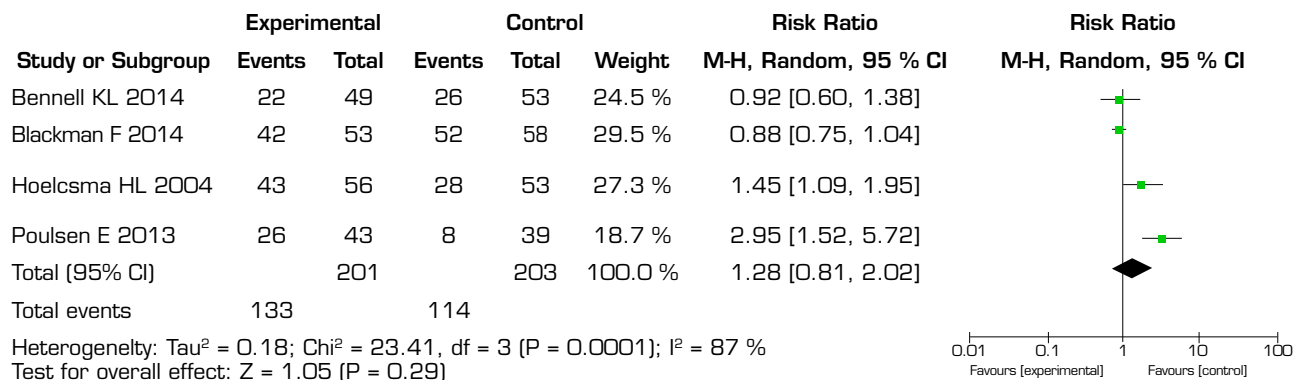 Experimental Control Risk Ratio Risk Ratio
Study or Subgroup Events Total Events Total Weight M-H, Random, 95 % CI M-H, Random, 95 % CI
Bennell KL 2014 22 49 26 53 24.5 % 0.92 [0.60, 1.38]
Blackman F 2014 42 53 52 58 29.5 % 0.88 [0.75, 1.04]
Hoelcsma HL 2004 43 56 28 53 27.3 % 1.45 [1.09, 1.95]
Poulsen E 2013 26 43 8 39 18.7 % 2.95 [1.52, 5.72]
Total (95% CI) 201 203 100.0 % 1.28 [0.81, 2.02]
Total events 133 114
Heterogenelty: Tau² = 0.18; Chi² = 23.41, df = 3 (P = 0.0001); I² = 87 %
Test for overall effect: Z = 1.05 (P = 0.29)
0.01 0.1 1 10 100
Favours [experimental] Favours [control]